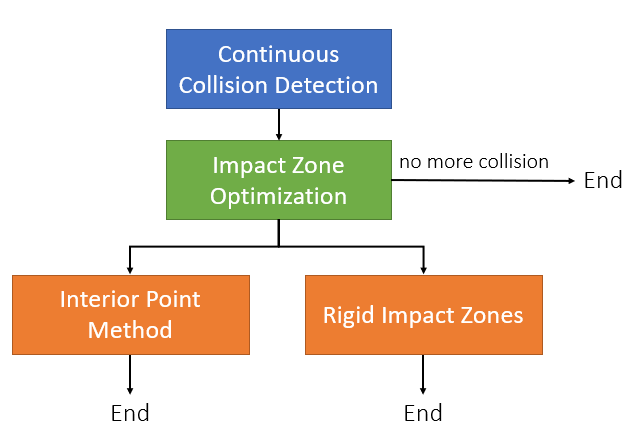 Continuous
Collision Detection
Impact Zone
Optimization
no more collision
End
Interior Point
Method
Rigid Impact Zones
End
End